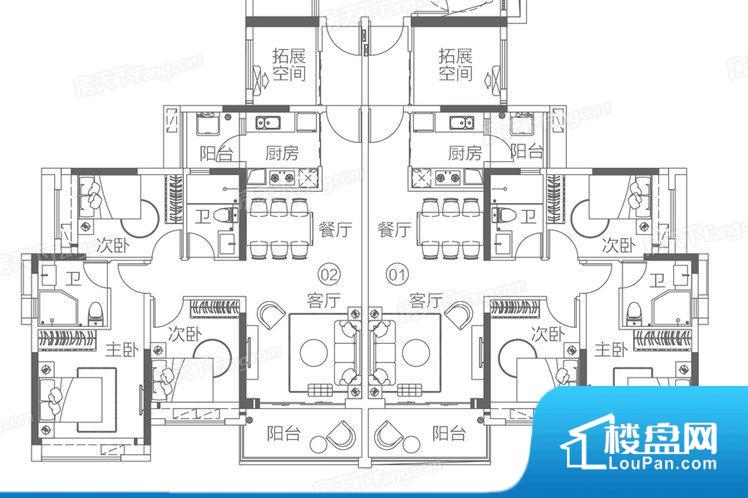 拓展
空间
拓展
空间
阳台
厨房
厨房
阳台
卫
卫
次卧
餐厅
餐厅
次卧
卫
02
01
卫
客厅
客厅
主卧
次卧
次卧
主卧
阳台
阳台
楼盘网
LouPan.com
房天下Fang.com